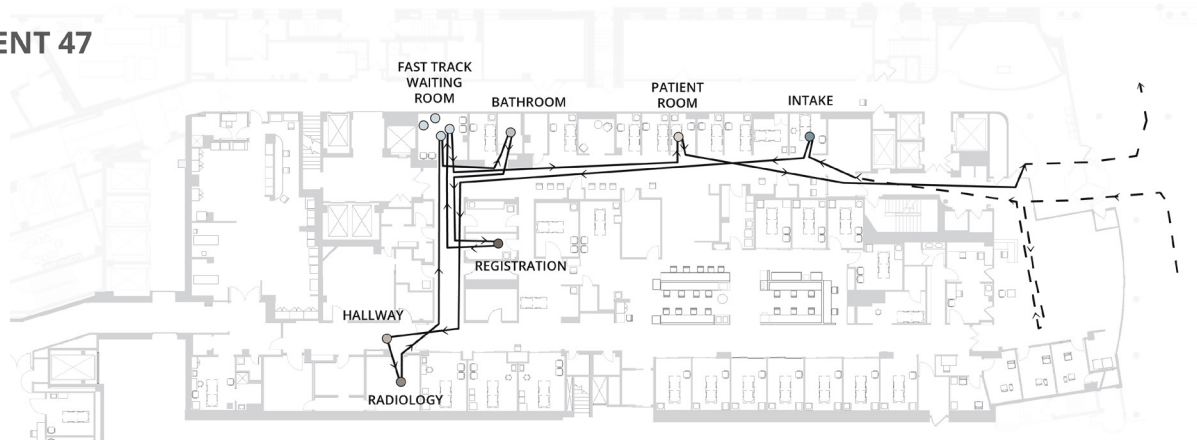 ENT 47
FAST TRACK
WAITING
ROOM
BATHROOM
PATIENT
ROOM
INTAKE
REGISTRATION
HALLWAY
RADIOLOGY